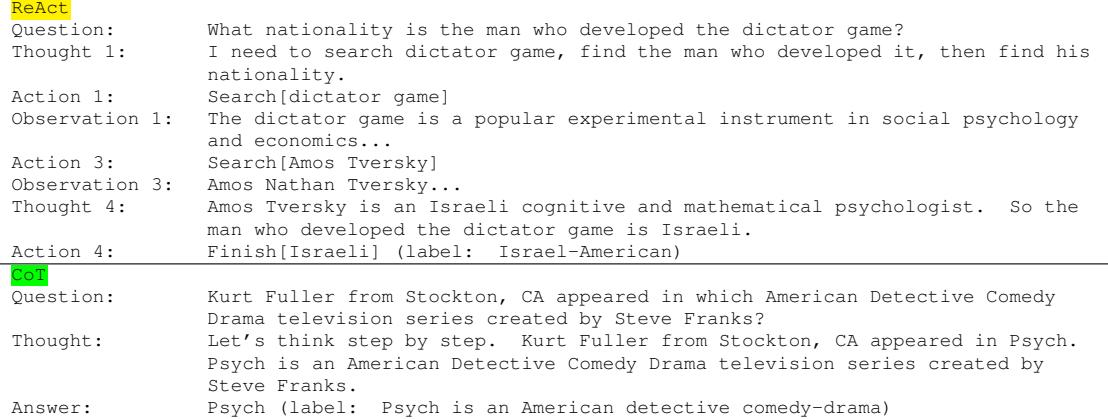 ReAct
Question: What nationality is the man who developed the dictator game?
Thought 1: I need to search dictator game, find the man who developed it, then find his
nationality.
Action 1: Search[dictator game]
Observation 1: The dictator game is a popular experimental instrument in social psychology
and economics...
Action 3: Search[Amos Tversky]
Observation 3: Amos Nathan Tversky...
Thought 4: Amos Tversky is an Israeli cognitive and mathematical psychologist. So the
man who developed the dictator game is Israeli.
Action 4: Finish[Israeli] (label: Israel-American)
CoT
Question: Kurt Fuller from Stockton, CA appeared in which American Detective Comedy
Drama television series created by Steve Franks?
Thought: Let's think step by step. Kurt Fuller from Stockton, CA appeared in Psych.
Psych is an American Detective Comedy Drama television series created by
Steve Franks.
Answer: Psych (label: Psych is an American detective comedy-drama)